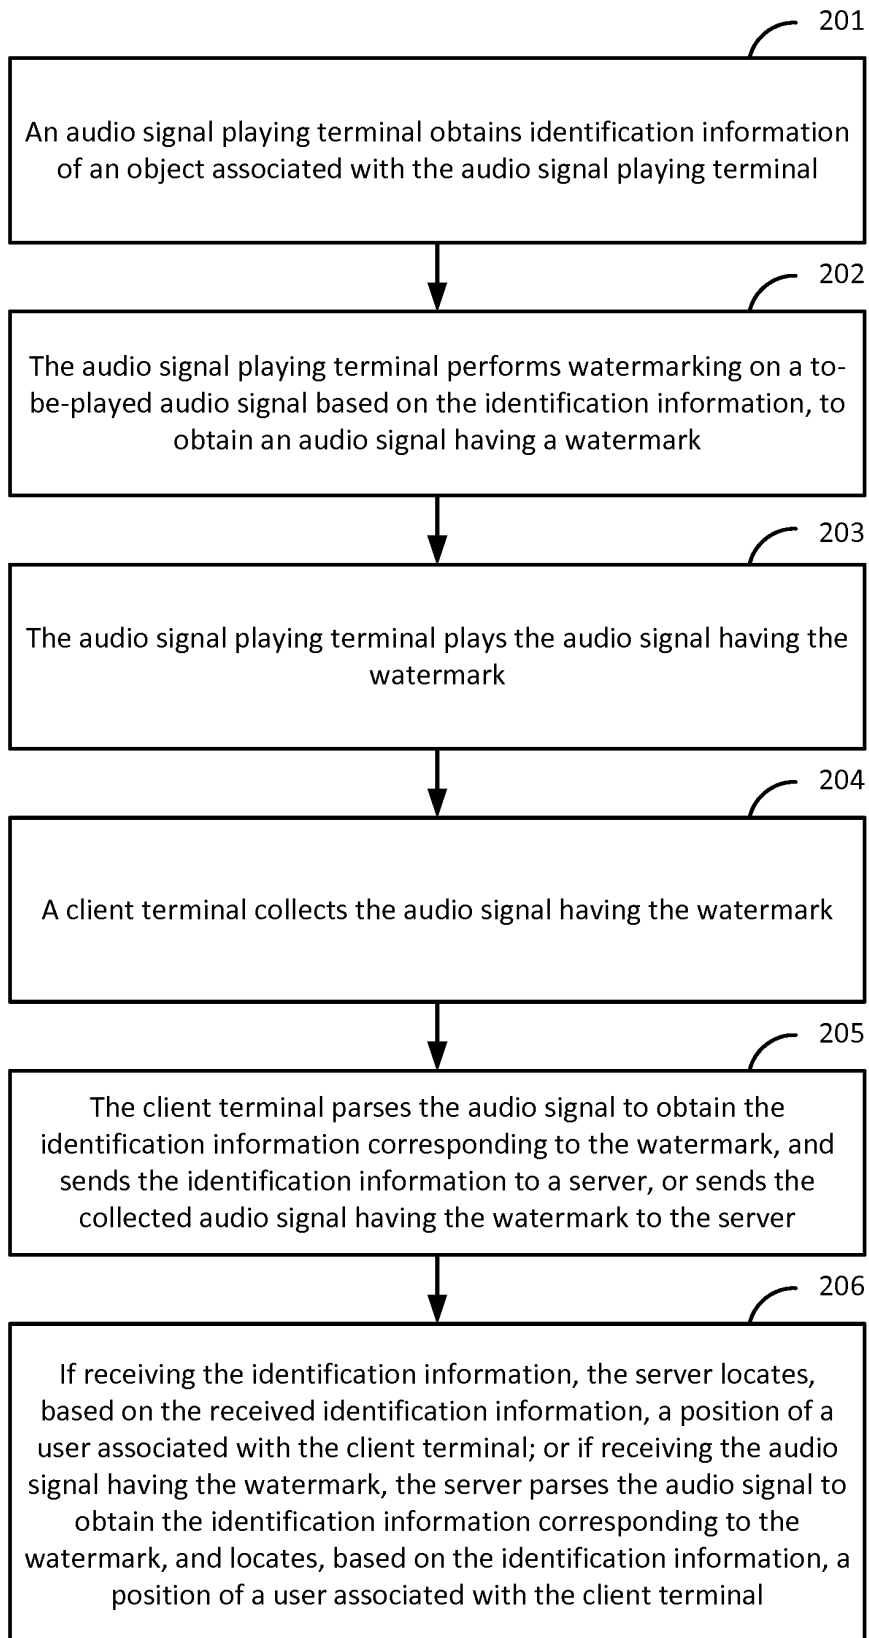 201
An audio signal playing terminal obtains identification information
of an object associated with the audio signal playing terminal
202
The audio signal playing terminal performs watermarking on a to-
be-played audio signal based on the identification information, to
obtain an audio signal having a watermark
203
The audio signal playing terminal plays the audio signal having the
watermark
204
A client terminal collects the audio signal having the watermark
205
The client terminal parses the audio signal to obtain the
identification information corresponding to the watermark, and
sends the identification information to a server, or sends the
collected audio signal having the watermark to the server
206
If receiving the identification information, the server locates,
based on the received identification information, a position of a
user associated with the client terminal; or if receiving the audio
signal having the watermark, the server parses the audio signal to
obtain the identification information corresponding to the
watermark, and locates, based on the identification information, a
position of a user associated with the client terminal